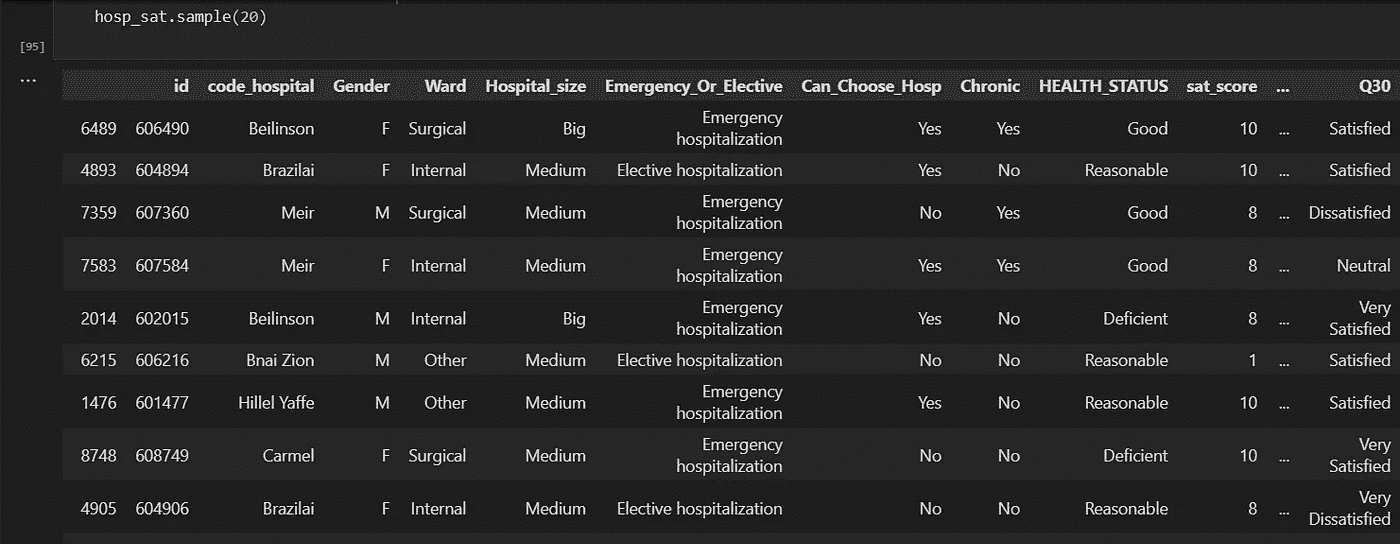 hosp_sat.sample(20)
[95]
...
id code_hospital Gender Ward Hospital_size Emergency_Or_Elective Can_Choose_Hosp Chronic HEALTH_STATUS sat_score ... Q30
6489 606490 Beilinson F Surgical Big Emergency hospitalization Yes Yes Good 10 ... Satisfied
4893 604894 Brazilai F Internal Medium Elective hospitalization Yes No Reasonable 10 ... Satisfied
7359 607360 Meir M Surgical Medium Emergency hospitalization No Yes Good 8 ... Dissatisfied
7583 607584 Meir F Internal Medium Emergency hospitalization Yes Yes Good 8 ... Neutral
2014 602015 Beilinson M Internal Big Emergency hospitalization Yes No Deficient 8 ... Very Satisfied
6215 606216 Bnai Zion M Other Medium Elective hospitalization No No Reasonable 1 ... Satisfied
1476 601477 Hillel Yaffe M Other Medium Emergency hospitalization Yes No Reasonable 10 ... Satisfied
8748 608749 Carmel F Surgical Medium Emergency hospitalization No No Deficient 10 ... Very Satisfied
4905 604906 Brazilai F Internal Medium Elective hospitalization No No Reasonable 8 ... Very Dissatisfied